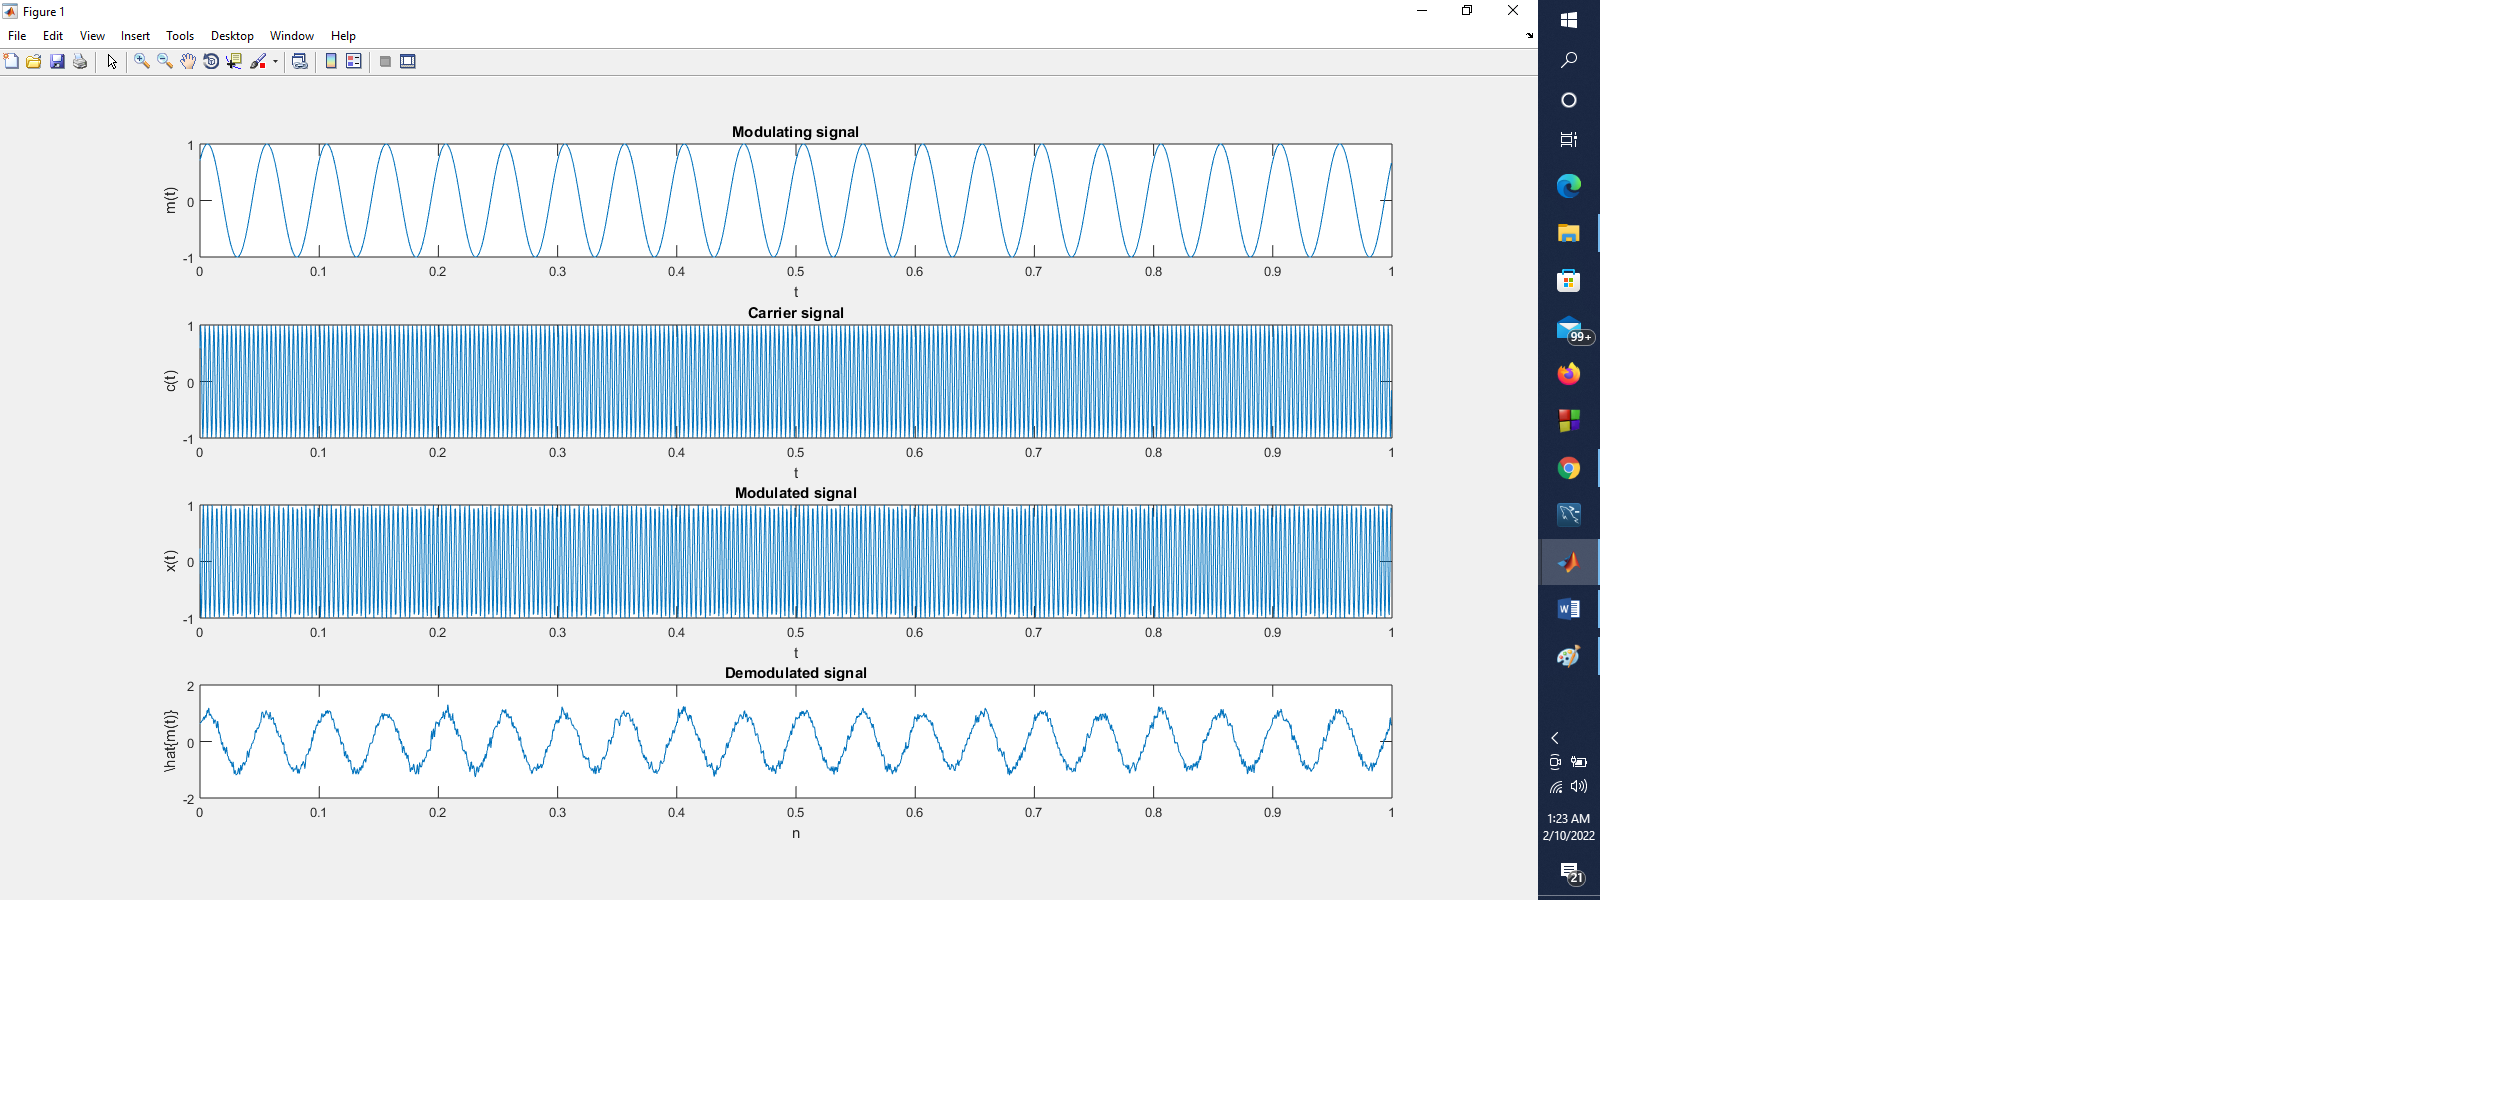 Figure 1
File Edit View Insert Tools Desktop Window Help
Modulating signal
1
0
-1
m(t)
0 0.1 0.2 0.3 0.4 0.5 0.6 0.7 0.8 0.9 1
t
Carrier signal
1
0
-1
c(t)
0 0.1 0.2 0.3 0.4 0.5 0.6 0.7 0.8 0.9 1
t
Modulated signal
1
0
-1
x(t)
0 0.1 0.2 0.3 0.4 0.5 0.6 0.7 0.8 0.9 1
t
Demodulated signal
2
0
-2
\hat{m(t)}
0 0.1 0.2 0.3 0.4 0.5 0.6 0.7 0.8 0.9 1
n
99+
W
1:23 AM
2/10/2022
21